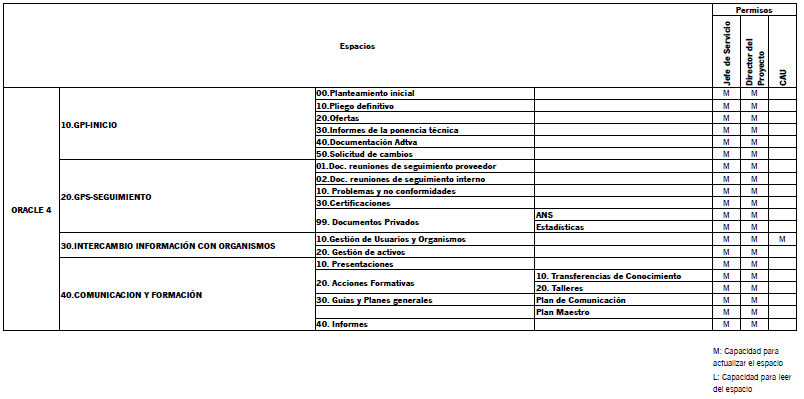 Permisos
Espacios
Jefe de Servicio
Director del
Proyecto
CAU
ORACLE 4
10.GPI-INICIO
00.Planteamiento inicial M M
10.Pliego definitivo M M
20.Ofertas M M
30.Informes de la ponencia técnica M M
40.Documentación Adtva M M
50.Solicitud de cambios M M
20.GPS-SEGUIMIENTO
01.Doc. reuniones de seguimiento proveedor M M
02.Doc. reuniones de seguimiento interno M M
10. Problemas y no conformidades M M
30.Certificaciones M M
99. Documentos Privados
ANS M M
Estadísticas M M
30.INTERCAMBIO INFORMACIÓN CON ORGANISMOS
10.Gestión de Usuarios y Organismos M M M
20. Gestión de activos M M
40.COMUNICACION Y FORMACIÓN
10. Presentaciones M M
20. Acciones Formativas
10. Transferencias de Conocimiento M M
20. Talleres M M
30. Guías y Planes generales Plan de Comunicación M M
Plan Maestro M M
40. Informes M M
M: Capacidad para
actualizar el espacio
L: Capacidad para leer
del espacio